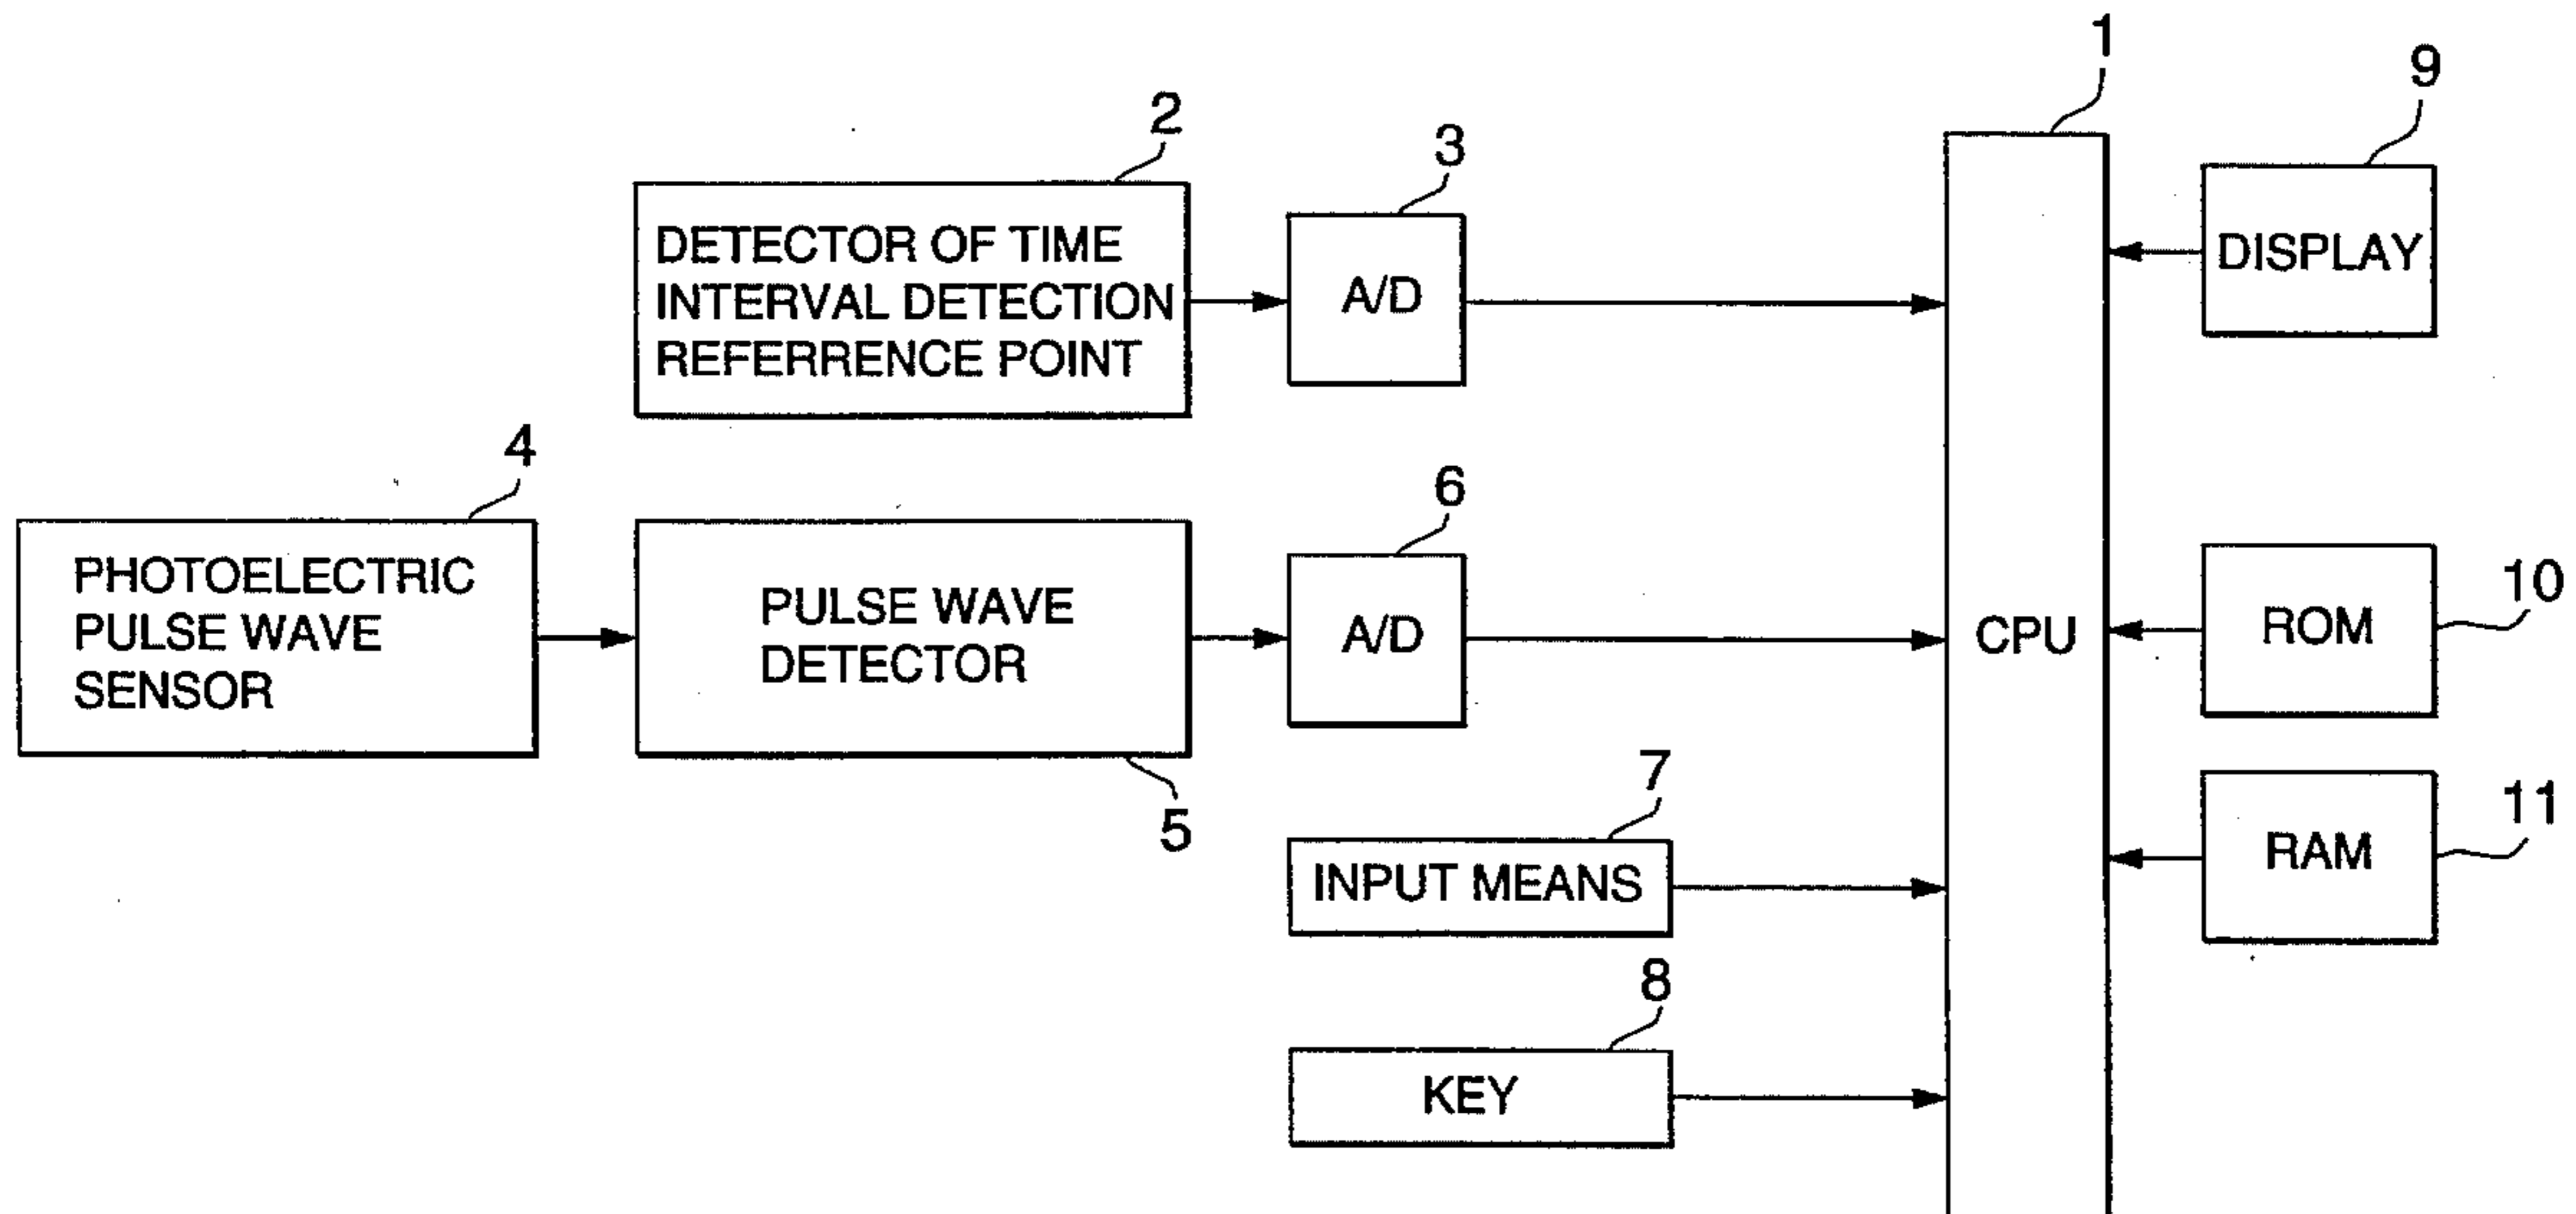 1
9
2
3
DETECTOR OF TIME
INTERVAL DETECTION
REFERRENCE POINT
A/D
DISPLAY
4
6
10
PHOTOELECTRIC
PULSE WAVE
SENSOR
PULSE WAVE
DETECTOR
A/D
CPU
ROM
5
7
11
INPUT MEANS
RAM
8
KEY